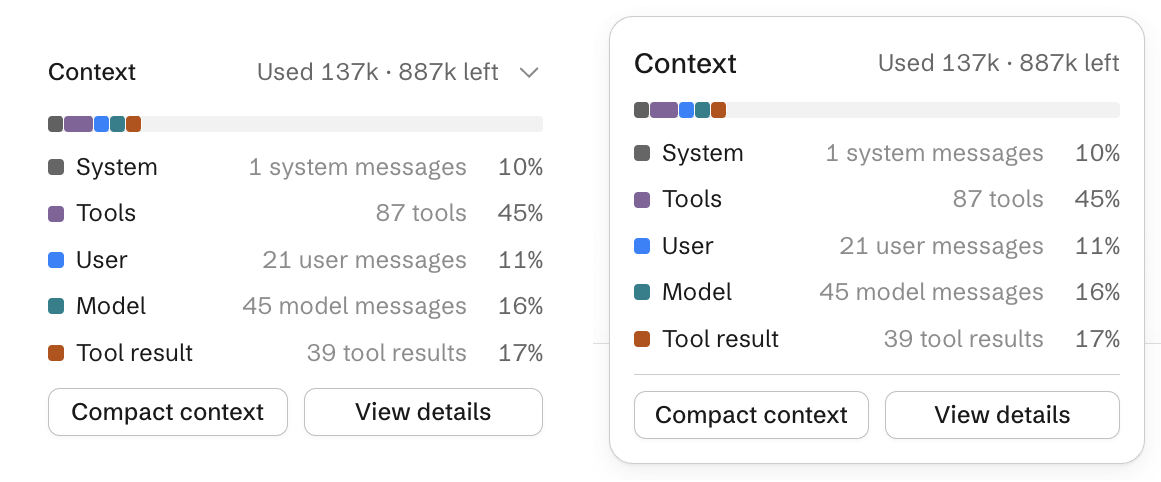 Context Used 137k · 887k left
System 1 system messages 10%
Tools 87 tools 45%
User 21 user messages 11%
Model 45 model messages 16%
Tool result 39 tool results 17%
Compact context View details
Context Used 137k · 887k left
System 1 system messages 10%
Tools 87 tools 45%
User 21 user messages 11%
Model 45 model messages 16%
Tool result 39 tool results 17%
Compact context View details